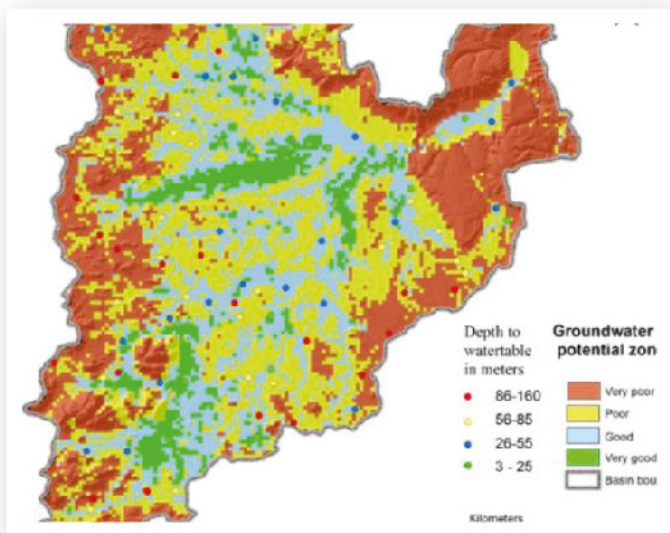 Depth to
watertable
in meters
86-160
56-85
26-55
3 - 25
Groundwater
potential zon
Very poor
Poor
Good
Very good
Basin bou
Kilometers